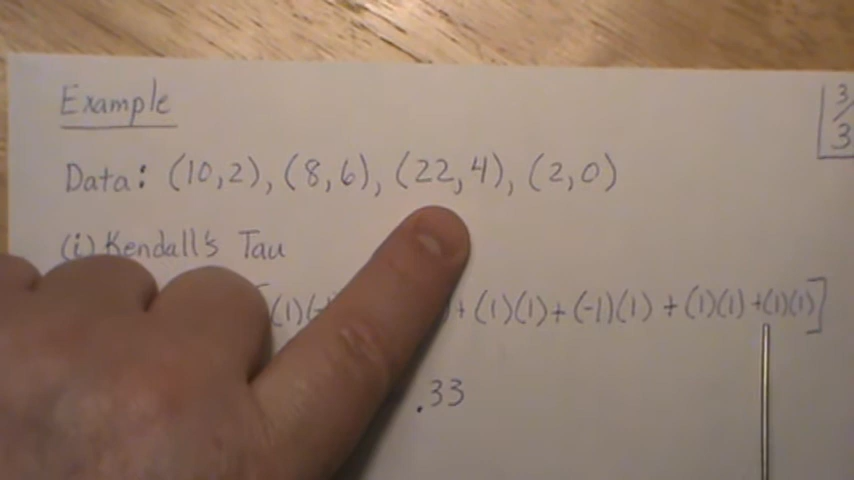 Example
3/3
Data: (10,2), (8,6), (22,4), (2,0)
(i) Kendall's Tau
(1)(- + (1)(1) + (-1)(1) + (1)(1) + (1)(1)]
.33